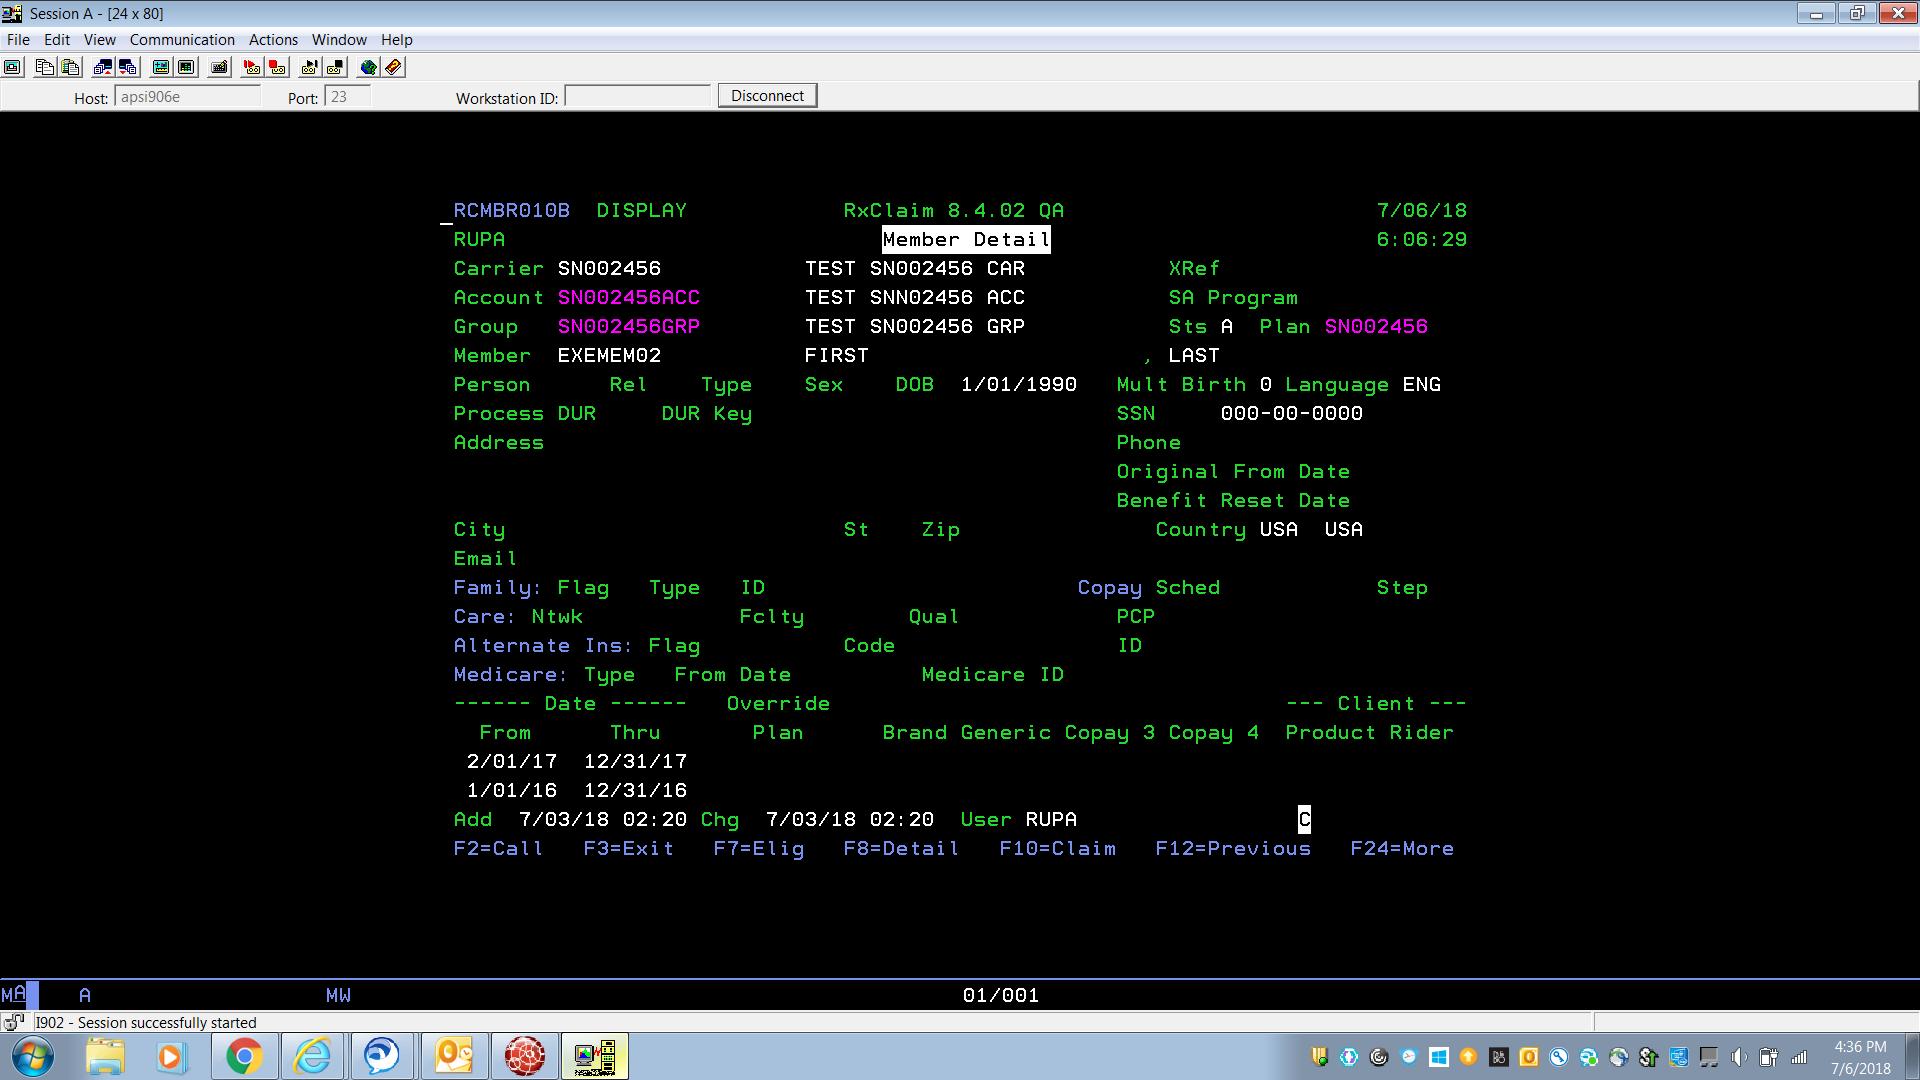 Session A - [24 x 80]
File Edit View Communication Actions Window Help
Host: apsi906e Port: 23 Workstation ID: Disconnect
RCMBR010B DISPLAY RxClaim 8.4.02 QA 7/06/18
RUPA Member Detail 6:06:29
Carrier SN002456 TEST SN002456 CAR XRef
Account SN002456ACC TEST SNN02456 ACC SA Program
Group SN002456GRP TEST SN002456 GRP Sts A Plan SN002456
Member EXEMEM02 FIRST , LAST
Person Rel Type Sex DOB 1/01/1990 Mult Birth 0 Language ENG
Process DUR DUR Key SSN 000-00-0000
Address Phone
Original From Date
Benefit Reset Date
City St Zip Country USA USA
Email
Family: Flag Type ID Copay Sched Step
Care: Ntwk Fclty Qual PCP
Alternate Ins: Flag Code ID
Medicare: Type From Date Medicare ID
------ Date ------ Override --- Client ---
From Thru Plan Brand Generic Copay 3 Copay 4 Product Rider
2/01/17 12/31/17
1/01/16 12/31/16
Add 7/03/18 02:20 Chg 7/03/18 02:20 User RUPA C
F2=Call F3=Exit F7=Elig F8=Detail F10=Claim F12=Previous F24=More
MA A MW 01/001
I902 - Session successfully started
4:36 PM
7/6/2018